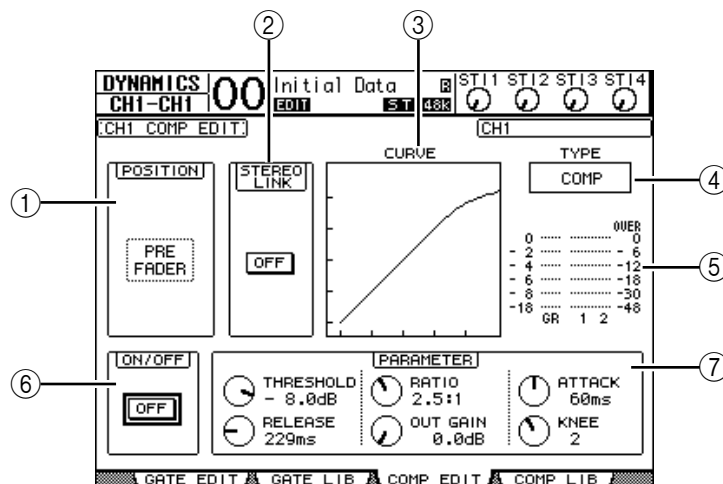 ② ③
DYNAMICS 00 Initial Data R STI1 STI2 STI3 STI4
CH1-CH1 EDIT ST 48K
CH1 COMP EDIT CH1
CURVE TYPE
POSITION STEREO LINK COMP ④
①
PRE FADER OFF
OVER
0 0
- 2 - 6
- 4 -12 ⑤
- 6 -18
- 8 -30
-18 -48
GR 1 2
ON/OFF PARAMETER ⑦
⑥ OFF
THRESHOLD RATIO ATTACK
- 8.0dB 2.5:1 60ms
RELEASE OUT GAIN KNEE
229ms 0.0dB 2
GATE EDIT GATE LIB COMP EDIT COMP LIB